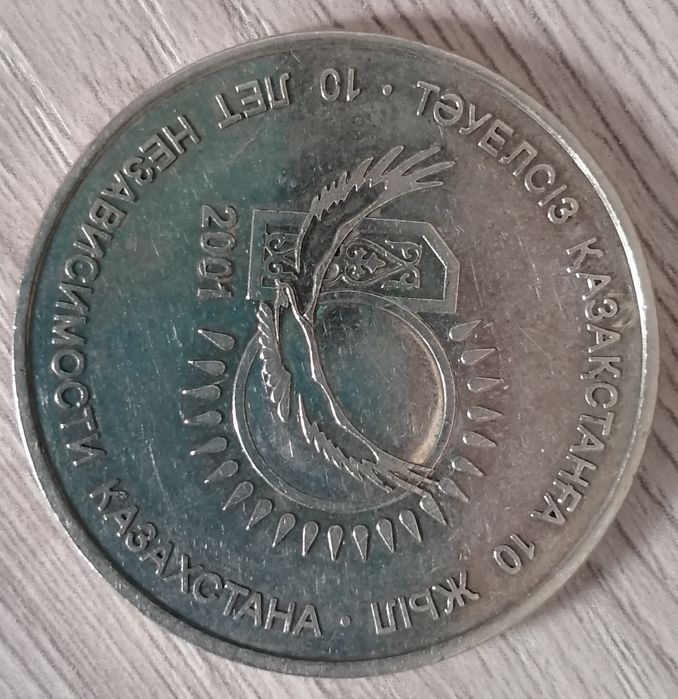 ТӘУЕЛСІЗ ҚАЗАҚСТАНҒА 10 ЖЫЛ ·
10 ЛЕТ НЕЗАВИСИМОСТИ КАЗАХСТАНА ·
2001